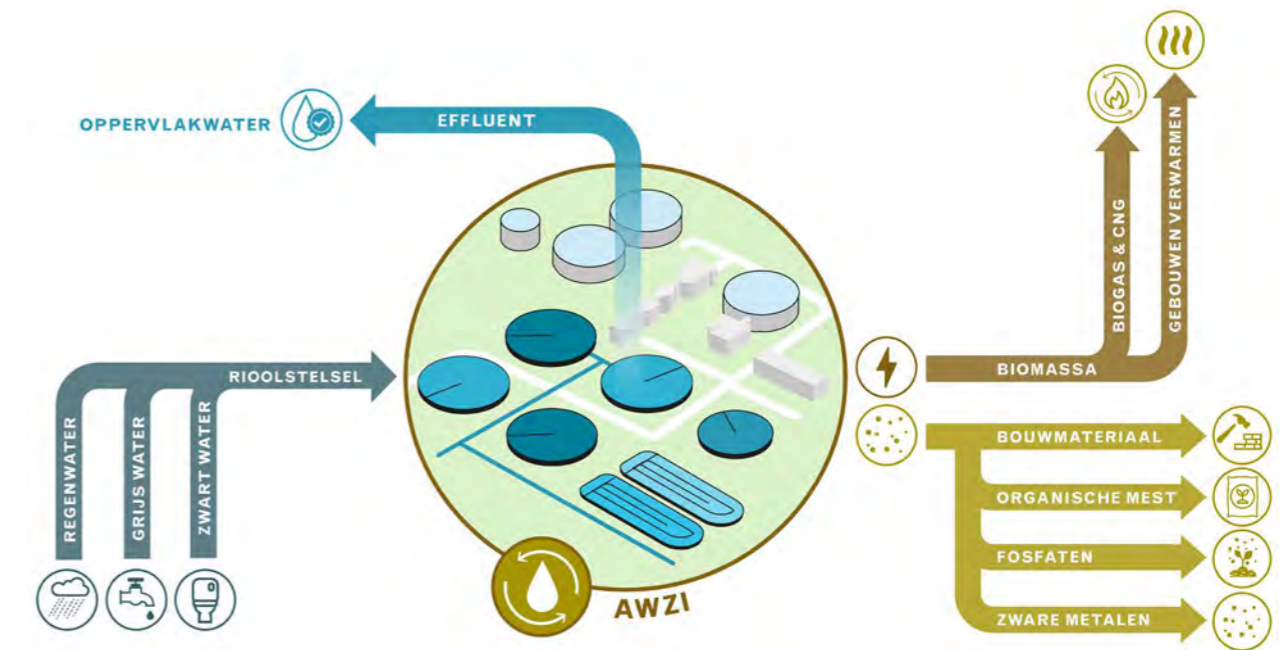 OPPERVLAKWATER
EFFLUENT
BIOGAS & CNG
GEBOUWEN VERWARMEN
RIOOLSTELSEL
REGENWATER
GRIJS WATER
ZWART WATER
BIOMASSA
BOUWMATERIAAL
ORGANISCHE MEST
FOSFATEN
ZWARE METALEN
AWZI